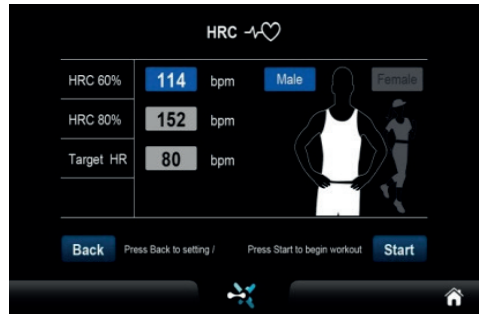 HRC
HRC 60% 114 bpm Male Female
HRC 80% 152 bpm
Target HR 80 bpm
Back Press Back to setting / Press Start to begin workout Start